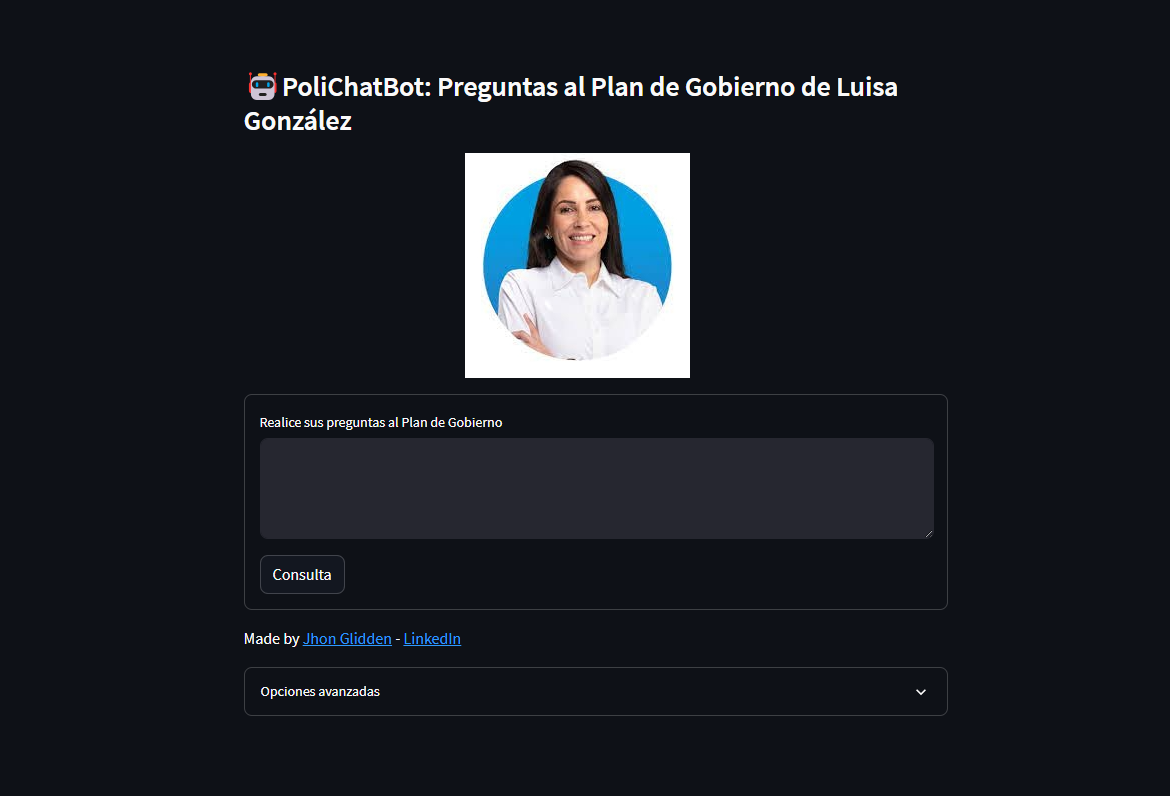 PoliChatBot: Preguntas al Plan de Gobierno de Luisa
González
Realice sus preguntas al Plan de Gobierno
Consulta
Made by Jhon Glidden - LinkedIn
Opciones avanzadas